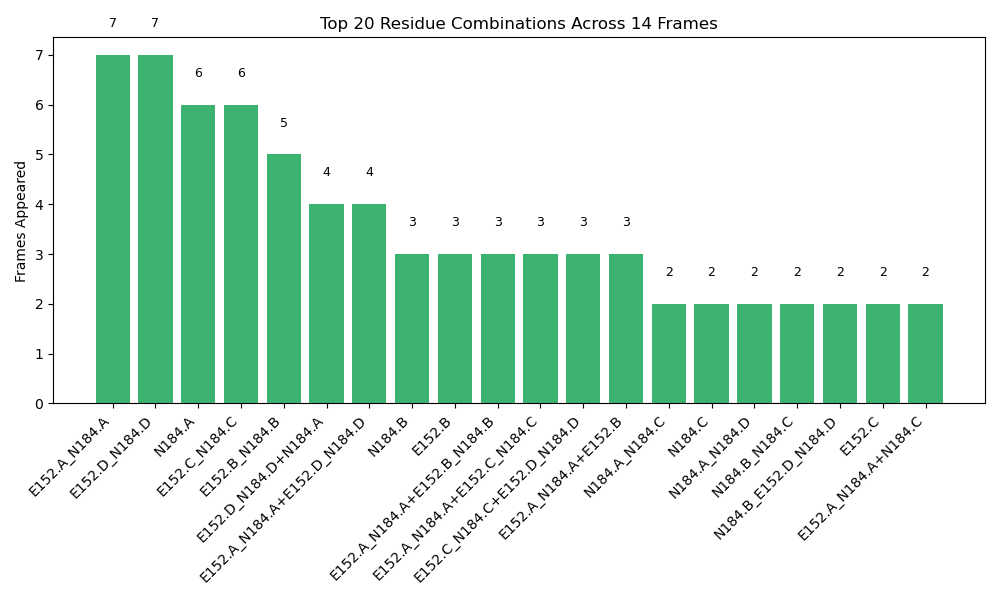 Top 20 Residue Combinations Across 14 Frames
7 7 6 6 5 4 4 3 3 3 3 3 3 2 2 2 2 2 2 2
Frames Appeared
7
6
5
4
3
2
1
0
E152.A_N184.A
E152.D_N184.D
N184.A
E152.C_N184.C
E152.B_N184.B
E152.D_N184.D+N184.A
E152.A_N184.A+E152.D_N184.D
N184.B
E152.B
E152.A_N184.A+E152.B_N184.B
E152.A_N184.A+E152.C_N184.C
E152.C_N184.C+E152.D_N184.D
E152.A_N184.A+E152.B
N184.A_N184.C
N184.C
N184.A_N184.D
N184.B_N184.C
N184.B_E152.D_N184.D
E152.C
E152.A_N184.A+N184.C